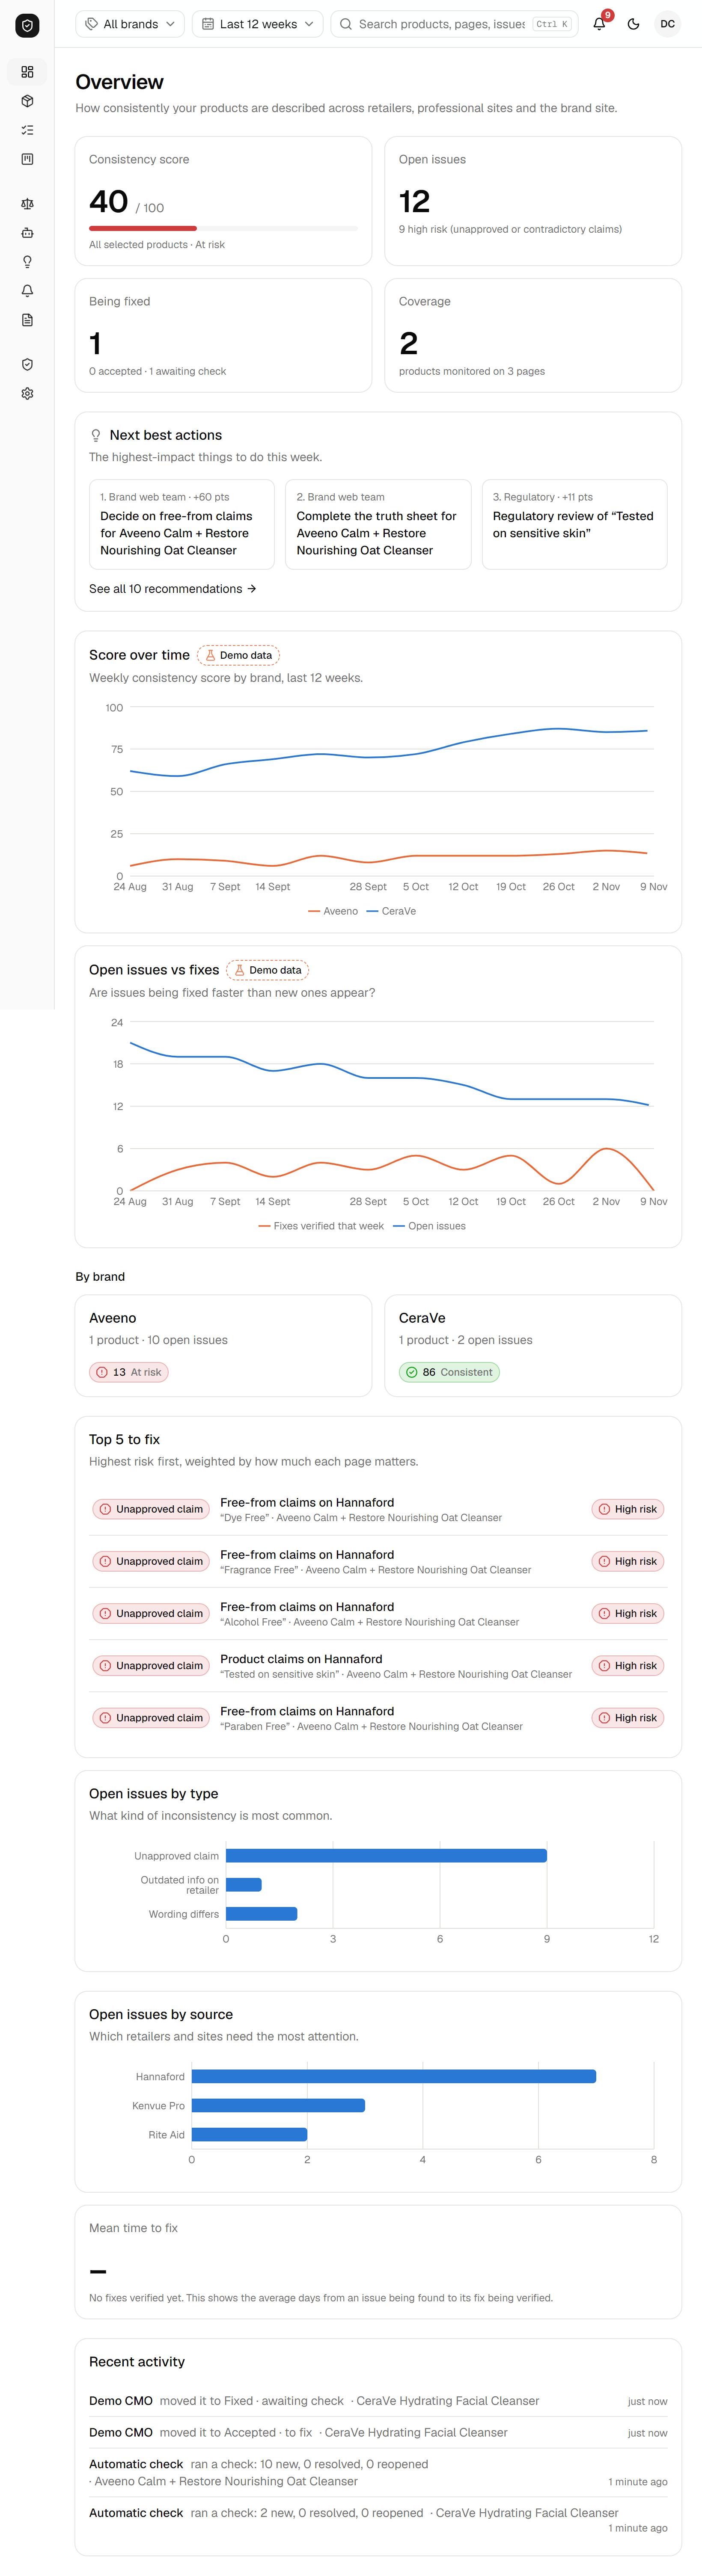 All brands
Last 12 weeks
Search products, pages, issues
Ctrl K
9
DC
Overview
How consistently your products are described across retailers, professional sites and the brand site.
Consistency score
40 / 100
All selected products · At risk
Open issues
12
9 high risk (unapproved or contradictory claims)
Being fixed
1
0 accepted · 1 awaiting check
Coverage
2
products monitored on 3 pages
Next best actions
The highest-impact things to do this week.
1. Brand web team · +60 pts
Decide on free-from claims
for Aveeno Calm + Restore
Nourishing Oat Cleanser
2. Brand web team
Complete the truth sheet for
Aveeno Calm + Restore
Nourishing Oat Cleanser
3. Regulatory · +11 pts
Regulatory review of “Tested
on sensitive skin”
See all 10 recommendations →
Score over time
Demo data
Weekly consistency score by brand, last 12 weeks.
100
75
50
25
0
24 Aug 31 Aug 7 Sept 14 Sept 28 Sept 5 Oct 12 Oct 19 Oct 26 Oct 2 Nov 9 Nov
Aveeno CeraVe
Open issues vs fixes
Demo data
Are issues being fixed faster than new ones appear?
24
18
12
6
0
24 Aug 31 Aug 7 Sept 14 Sept 28 Sept 5 Oct 12 Oct 19 Oct 26 Oct 2 Nov 9 Nov
Fixes verified that week Open issues
By brand
Aveeno
1 product · 10 open issues
13 At risk
CeraVe
1 product · 2 open issues
86 Consistent
Top 5 to fix
Highest risk first, weighted by how much each page matters.
Unapproved claim
Free-from claims on Hannaford
“Dye Free” · Aveeno Calm + Restore Nourishing Oat Cleanser
High risk
Unapproved claim
Free-from claims on Hannaford
“Fragrance Free” · Aveeno Calm + Restore Nourishing Oat Cleanser
High risk
Unapproved claim
Free-from claims on Hannaford
“Alcohol Free” · Aveeno Calm + Restore Nourishing Oat Cleanser
High risk
Unapproved claim
Product claims on Hannaford
“Tested on sensitive skin” · Aveeno Calm + Restore Nourishing Oat Cleanser
High risk
Unapproved claim
Free-from claims on Hannaford
“Paraben Free” · Aveeno Calm + Restore Nourishing Oat Cleanser
High risk
Open issues by type
What kind of inconsistency is most common.
Unapproved claim
Outdated info on
retailer
Wording differs
0 3 6 9 12
Open issues by source
Which retailers and sites need the most attention.
Hannaford
Kenvue Pro
Rite Aid
0 2 4 6 8
Mean time to fix
–
No fixes verified yet. This shows the average days from an issue being found to its fix being verified.
Recent activity
Demo CMO moved it to Fixed · awaiting check · CeraVe Hydrating Facial Cleanser just now
Demo CMO moved it to Accepted · to fix · CeraVe Hydrating Facial Cleanser just now
Automatic check ran a check: 10 new, 0 resolved, 0 reopened
· Aveeno Calm + Restore Nourishing Oat Cleanser 1 minute ago
Automatic check ran a check: 2 new, 0 resolved, 0 reopened · CeraVe Hydrating Facial Cleanser
1 minute ago